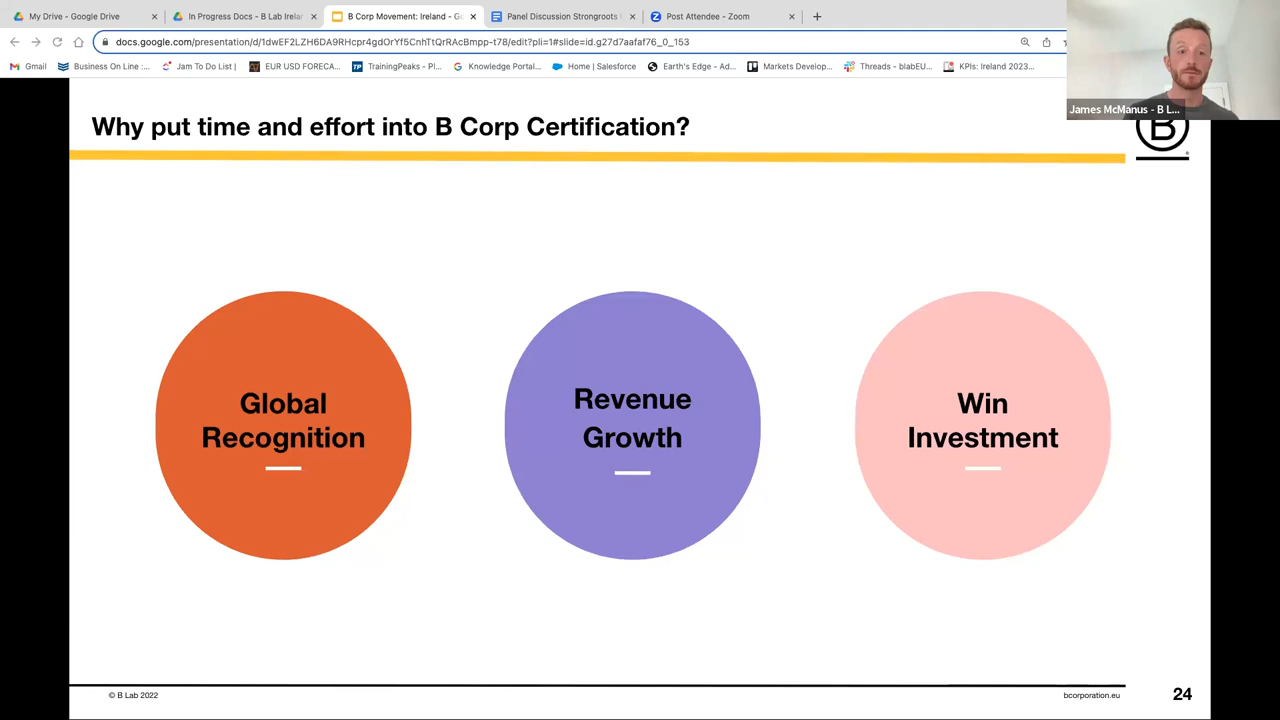 My Drive - Google Drive
In Progress Docs - B Lab Irelan
B Corp Movement: Ireland - Go
Panel Discussion Strongroots
Post Attendee - Zoom
docs.google.com/presentation/d/1dwEF2LZH6DA9RHcpr4gdOrYf5CnhTtQrRAcBmpp-t78/edit?pli=1#slide=id.g27d7aafaf76_0_153
Gmail
Business On Line :...
Jam To Do List |
EUR USD FORECA...
TrainingPeaks - Pl...
Knowledge Portal...
Home | Salesforce
Earth's Edge - Ad...
Markets Develop...
Threads - blabEU...
KPIs: Ireland 2023...
James McManus - B L...
Why put time and effort into B Corp Certification?
B
Global
Recognition
Revenue
Growth
Win
Investment
© B Lab 2022
bcorporation.eu
24